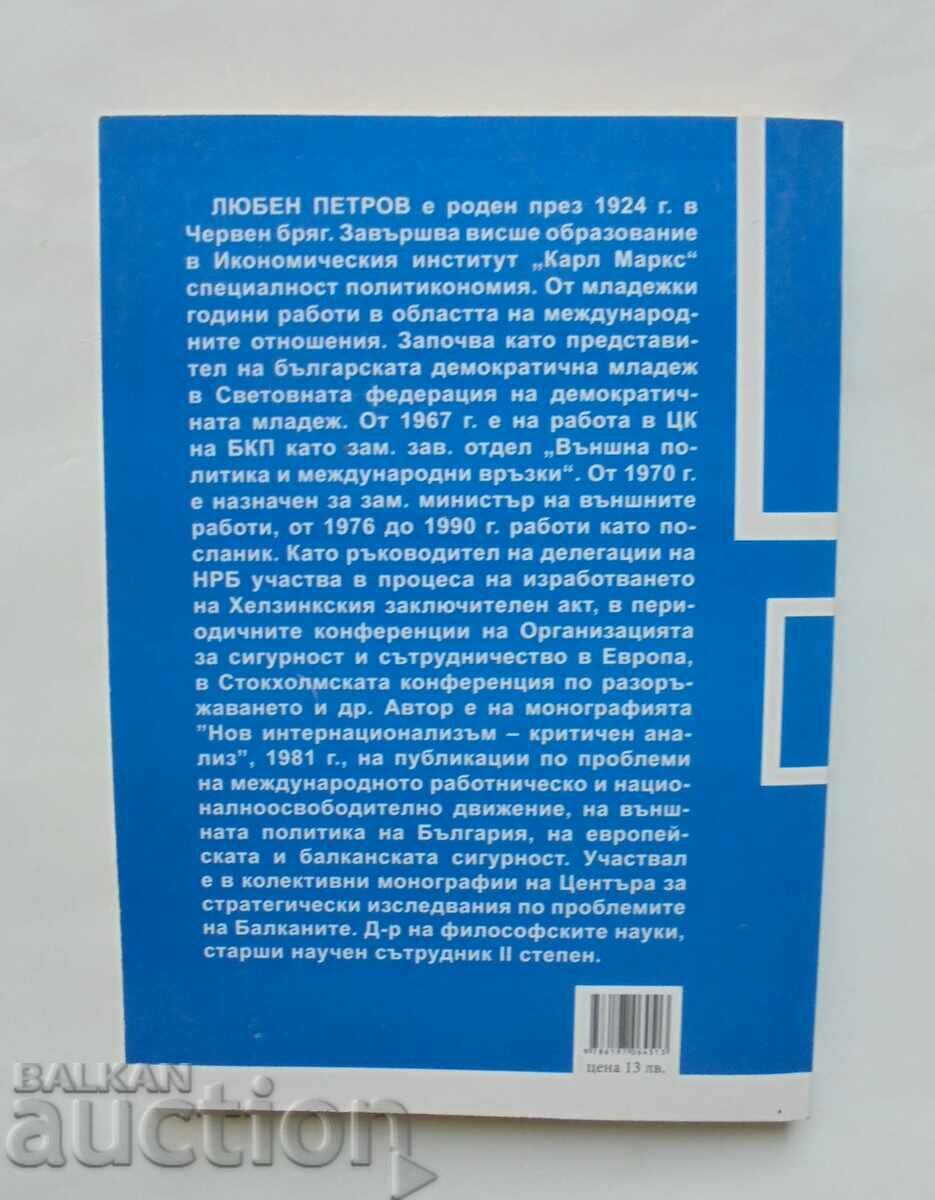 ЛЮБЕН ПЕТРОВ е роден през 1924 г. в
Червен бряг. Завършва висше образование
в Икономическия институт „Карл Маркс“
специалност политикономия. От младежки
години работи в областта на международ-
ните отношения. Започва като представи-
тел на българската демократична младеж
в Световната федерация на демократич-
ната младеж. От 1967 г. е на работа в ЦК
на БКП като зам. зав. отдел „Външна по-
литика и международни връзки“. От 1970 г.
е назначен за зам. министър на външните
работи, от 1976 до 1990 г. работи като по-
сланик. Като ръководител на делегации на
НРБ участва в процеса на изработването
на Хелзинкския заключителен акт, в пери-
одичните конференции на Организацията
за сигурност и сътрудничество в Европа,
в Стокхолмската конференция по разоръ-
жаването и др. Автор е на монографията
"Нов интернационализъм – критичен ана-
лиз", 1981 г., на публикации по проблеми
на международното работническо и нацио-
налноосвободително движение, на външ-
ната политика на България, на европей-
ската и балканската сигурност. Участвал
е в колективни монографии на Центъра за
стратегически изследвания по проблемите
на Балканите. Д-р на философските науки,
старши научен сътрудник II степен.
9786197064513
цена 13 лв.
BALKAN
auction